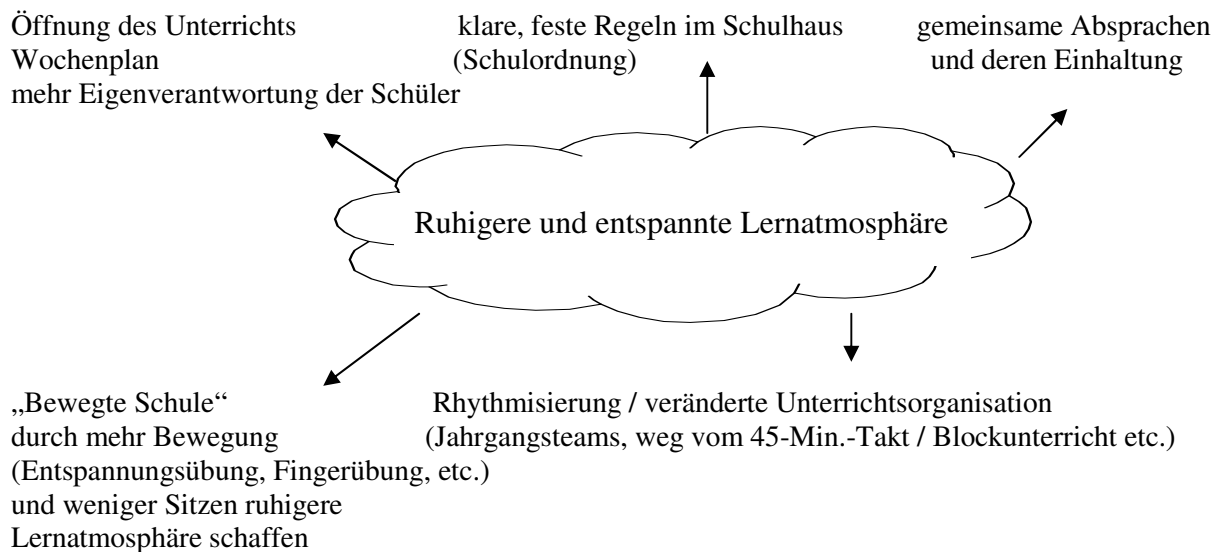 Öffnung des Unterrichts
Wochenplan
mehr Eigenverantwortung der Schüler
klare, feste Regeln im Schulhaus
(Schulordnung)
gemeinsame Absprachen
und deren Einhaltung
Ruhigere und entspannte Lernatmosphäre
„Bewegte Schule“
durch mehr Bewegung
(Entspannungsübung, Fingerübung, etc.)
und weniger Sitzen ruhigere
Lernatmosphäre schaffen
Rhythmisierung / veränderte Unterrichtsorganisation
(Jahrgangsteams, weg vom 45-Min.-Takt / Blockunterricht etc.)